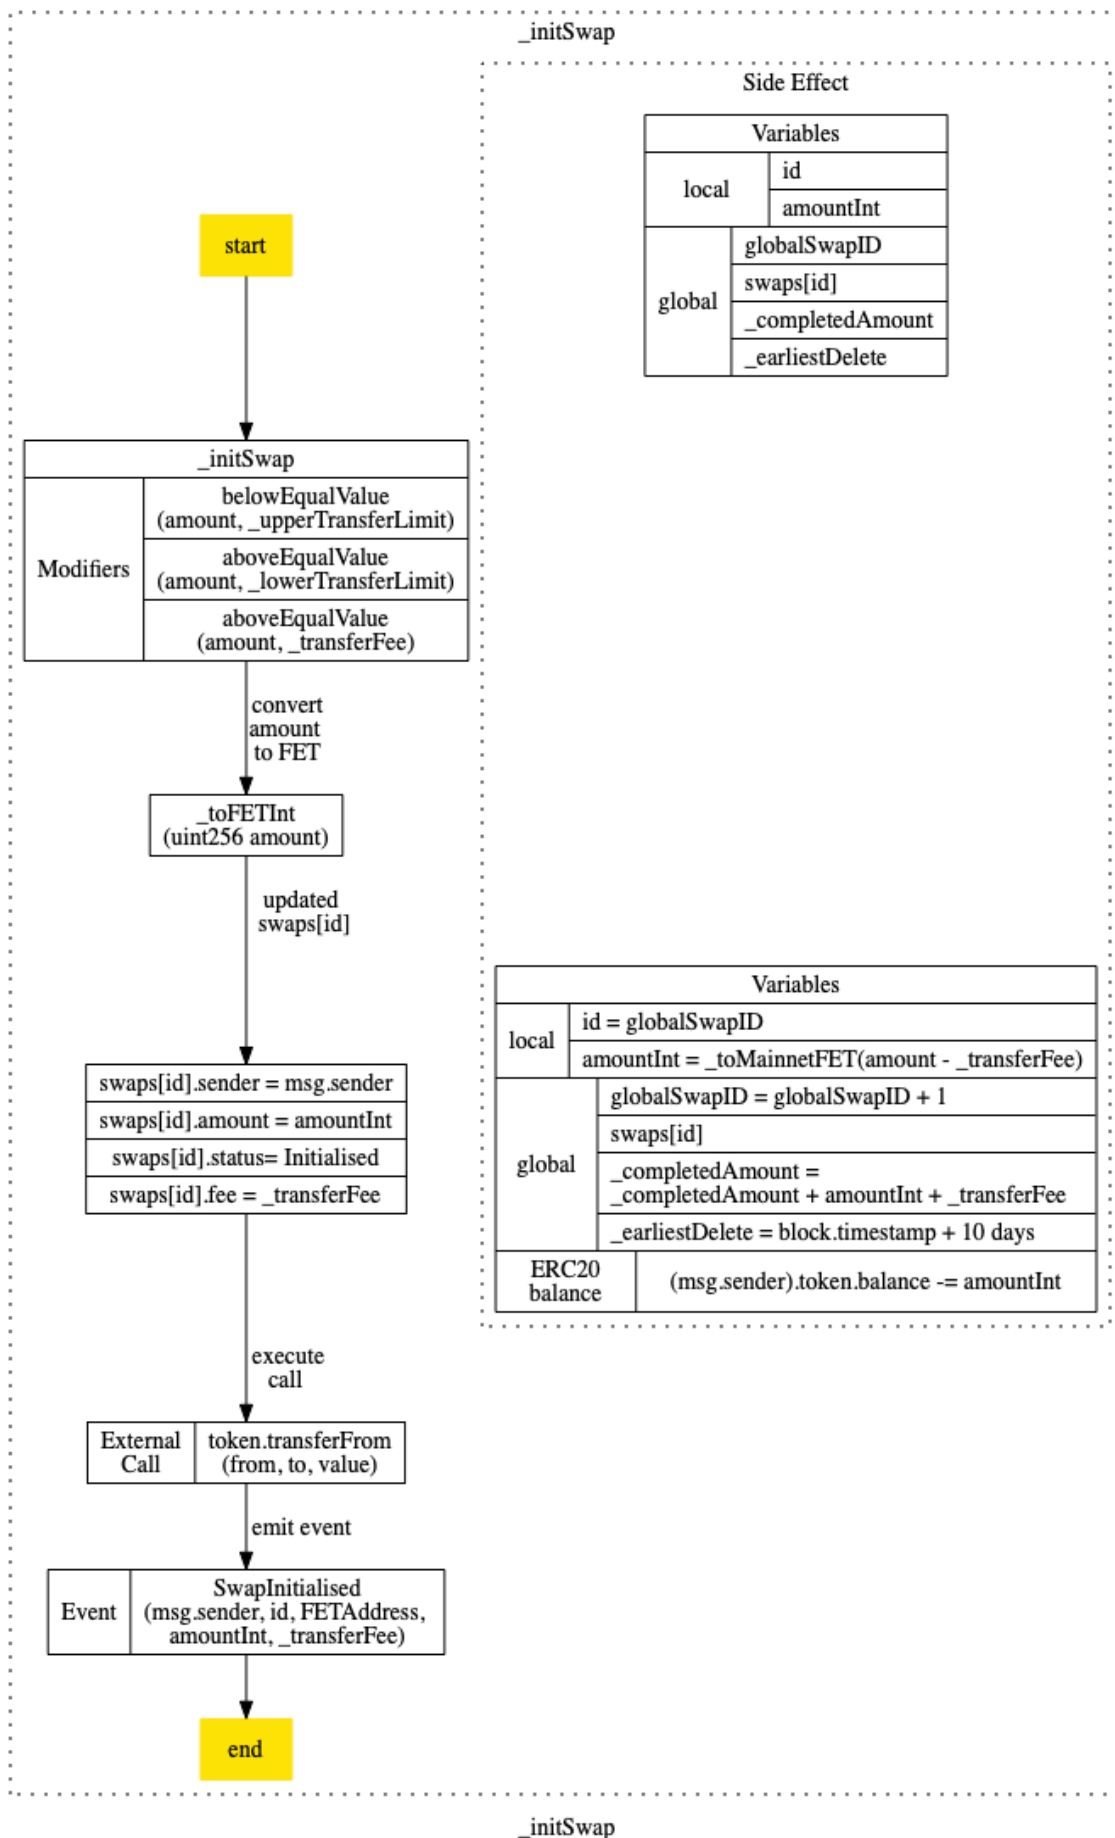 _initSwap
Side Effect
Variables
local
id
amountInt
global
globalSwapID
swaps[id]
_completedAmount
_earliestDelete
start
_initSwap
Modifiers
belowEqualValue
(amount, _upperTransferLimit)
aboveEqualValue
(amount, _lowerTransferLimit)
aboveEqualValue
(amount, _transferFee)
convert
amount
to FET
_toFETInt
(uint256 amount)
updated
swaps[id]
swaps[id].sender = msg.sender
swaps[id].amount = amountInt
swaps[id].status= Initialised
swaps[id].fee = _transferFee
Variables
local
id = globalSwapID
amountInt = _toMainnetFET(amount - _transferFee)
global
globalSwapID = globalSwapID + 1
swaps[id]
_completedAmount =
_completedAmount + amountInt + _transferFee
_earliestDelete = block.timestamp + 10 days
ERC20
balance
(msg.sender).token.balance -= amountInt
execute
call
External
Call
token.transferFrom
(from, to, value)
emit event
Event
SwapInitialised
(msg.sender, id, FETAddress,
amountInt, _transferFee)
end
_initSwap